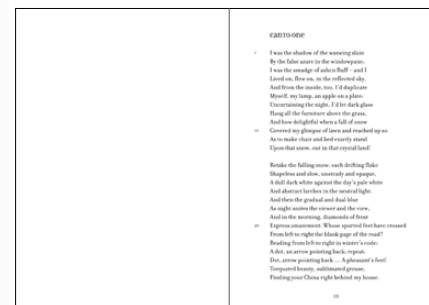 canto one
1 I was the shadow of the waxwing slain
By the false azure in the windowpane;
I was the smudge of ashen fluff – and I
Lived on, flew on, in the reflected sky.
And from the inside, too, I'd duplicate
Myself, my lamp, an apple on a plate:
Uncurtaining the night, I'd let dark glass
Hang all the furniture above the grass,
And how delightful when a fall of snow
10 Covered my glimpse of lawn and reached up so
As to make chair and bed exactly stand
Upon that snow, out in that crystal land!
Retake the falling snow: each drifting flake
Shapeless and slow, unsteady and opaque,
A dull dark white against the day's pale white
And abstract larches in the neutral light.
And then the gradual and dual blue
As night unites the viewer and the view,
And in the morning, diamonds of frost
20 Express amazement: Whose spurred feet have crossed
From left to right the blank page of the road?
Reading from left to right in winter's code:
A dot, an arrow pointing back; repeat:
Dot, arrow pointing back ... A pheasant's feet!
Torquated beauty, sublimated grouse,
Finding your China right behind my house.